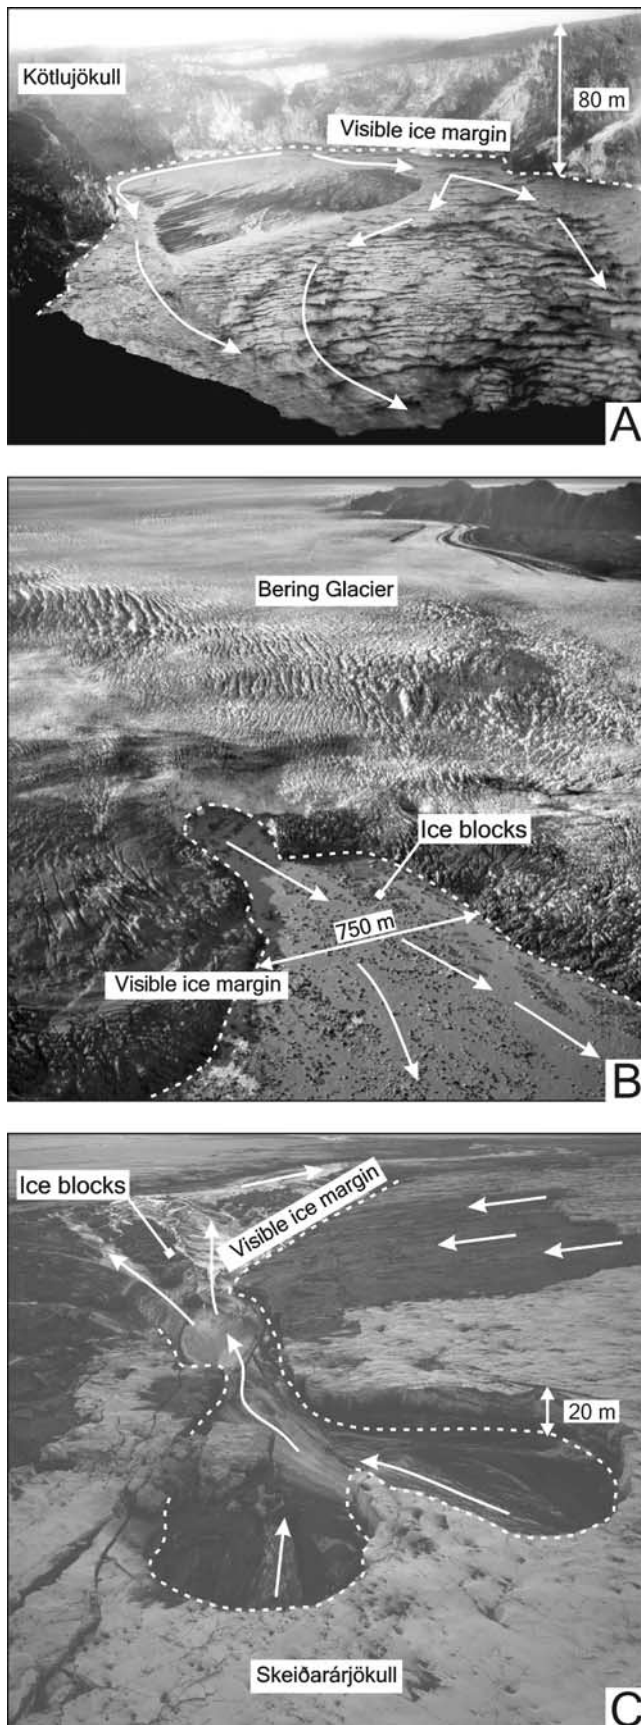 Kötlujökull
80 m
Visible ice margin
A
Bering Glacier
Ice blocks
750 m
Visible ice margin
B
Ice blocks
Visible ice margin
20 m
Skeiðarárjökull
C